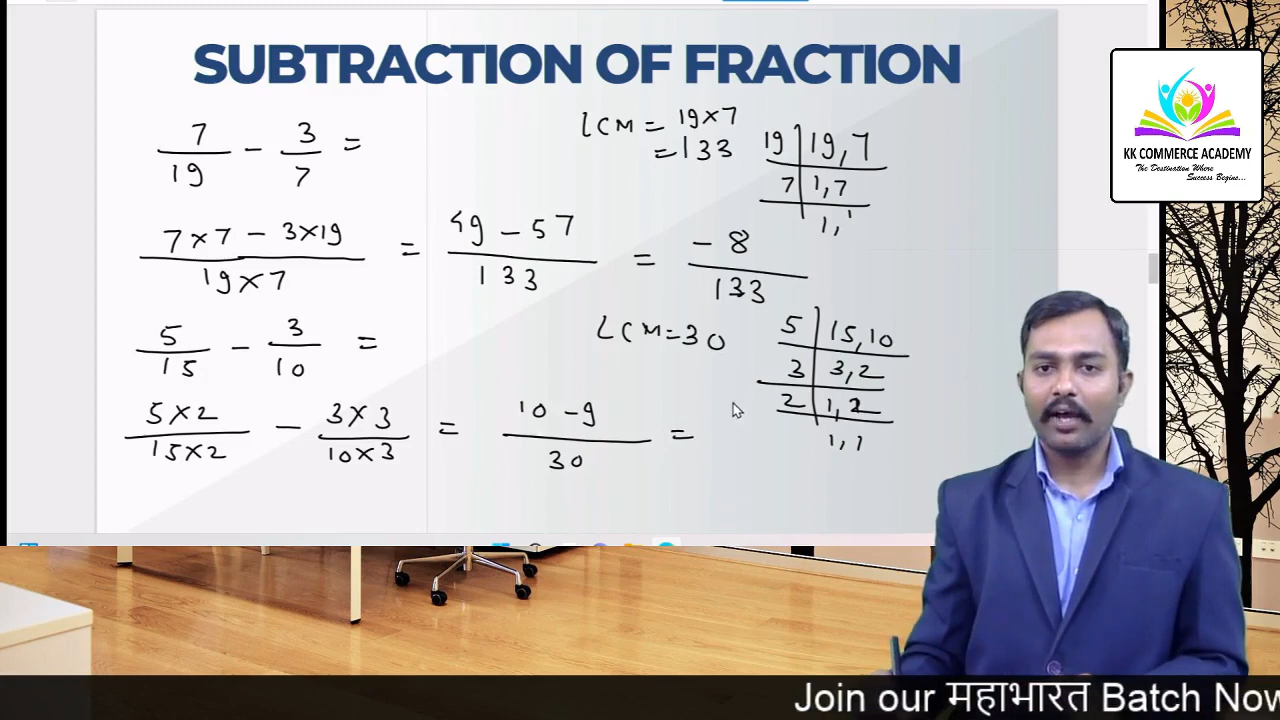 SUBTRACTION OF FRACTION
KK COMMERCE ACADEMY
The Destination Where
Success Begins...
7/19 - 3/7 =
LCM = 19×7
=133
19 | 19, 7
7 | 1, 7
1, 1
7×7 - 3×19 / 19×7 = 49 - 57 / 133 = -8 / 133
5/15 - 3/10 =
LCM=30
5 | 15, 10
3 | 3, 2
2 | 1, 2
1, 1
5×2 / 15×2 - 3×3 / 10×3 = 10 - 9 / 30 =
Join our महाभारत Batch Now